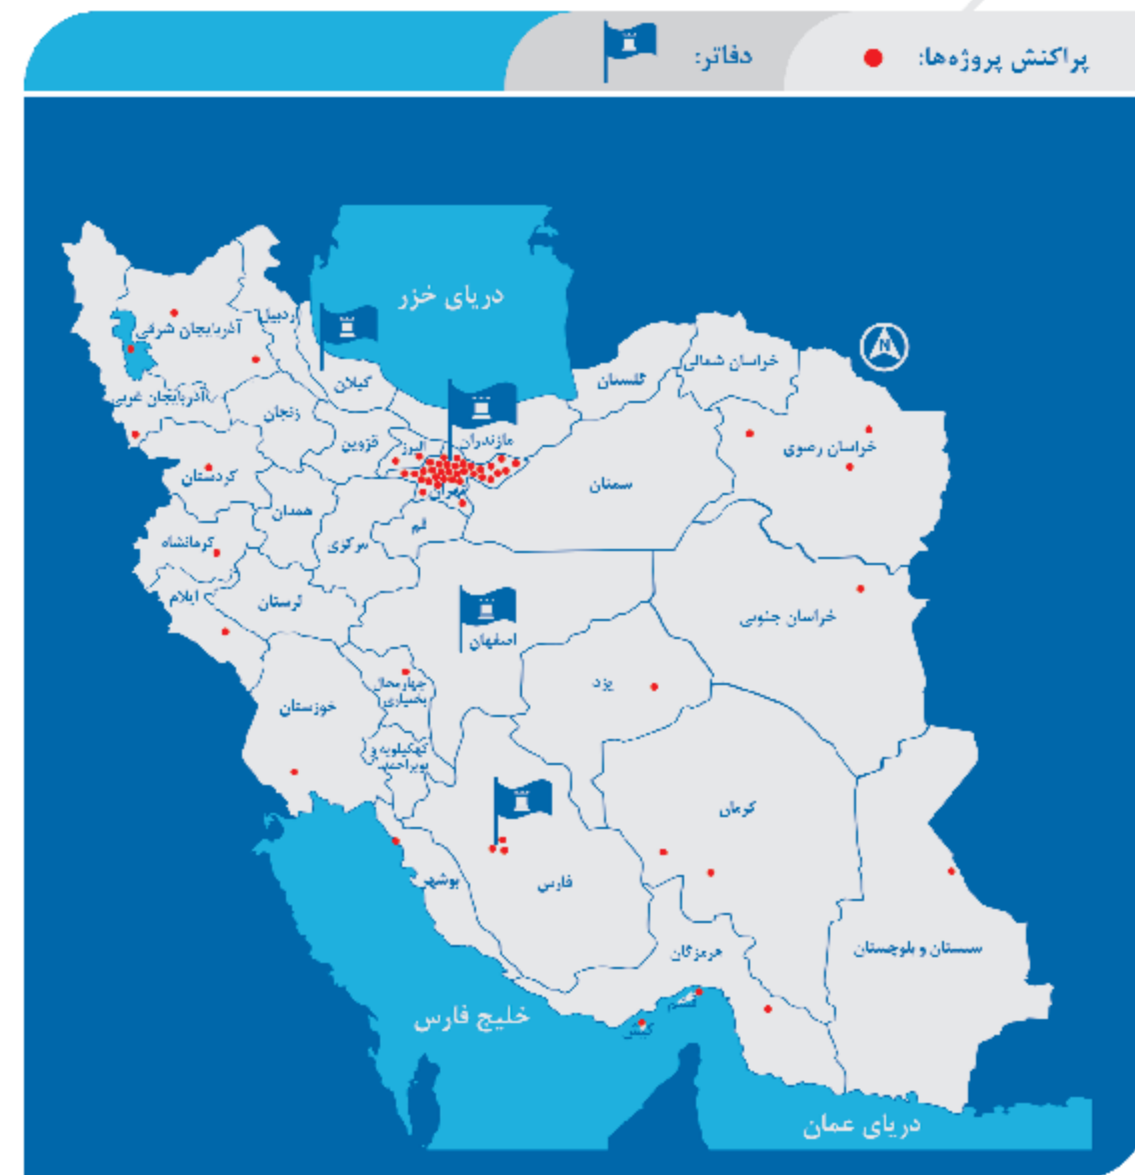 پراکنش پروژه‌ها:
دفاتر:
دریای خزر
اردبیل
آذربایجان شرقی
گیلان
خراسان شمالی
گلستان
آذربایجان غربی
زنجان
قزوین
البرز
مازندران
خراسان رضوی
کردستان
تهران
سمنان
همدان
قم
کرمانشاه
مرکزی
ایلام
لرستان
اصفهان
خراسان جنوبی
چهارمحال
بختیاری
یزد
خوزستان
کهکیلویه و
بویراحمد
کرمان
بوشهر
فارس
هرمزگان
سیستان و بلوچستان
قشم
کیش
خلیج فارس
دریای عمان
N